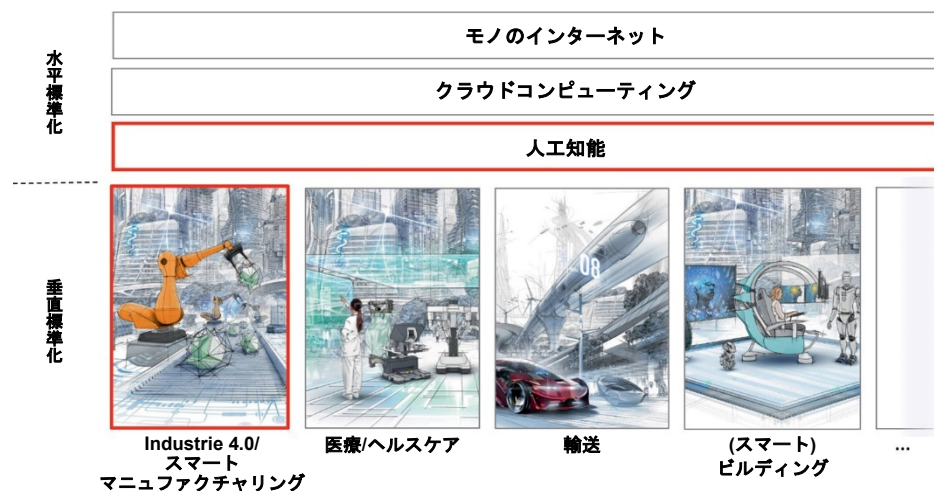 水平標準化
モノのインターネット
クラウドコンピューティング
人工知能
垂直標準化
08
Industrie 4.0/
スマート
マニュファクチャリング
医療/ヘルスケア
輸送
(スマート)
ビルディング
...